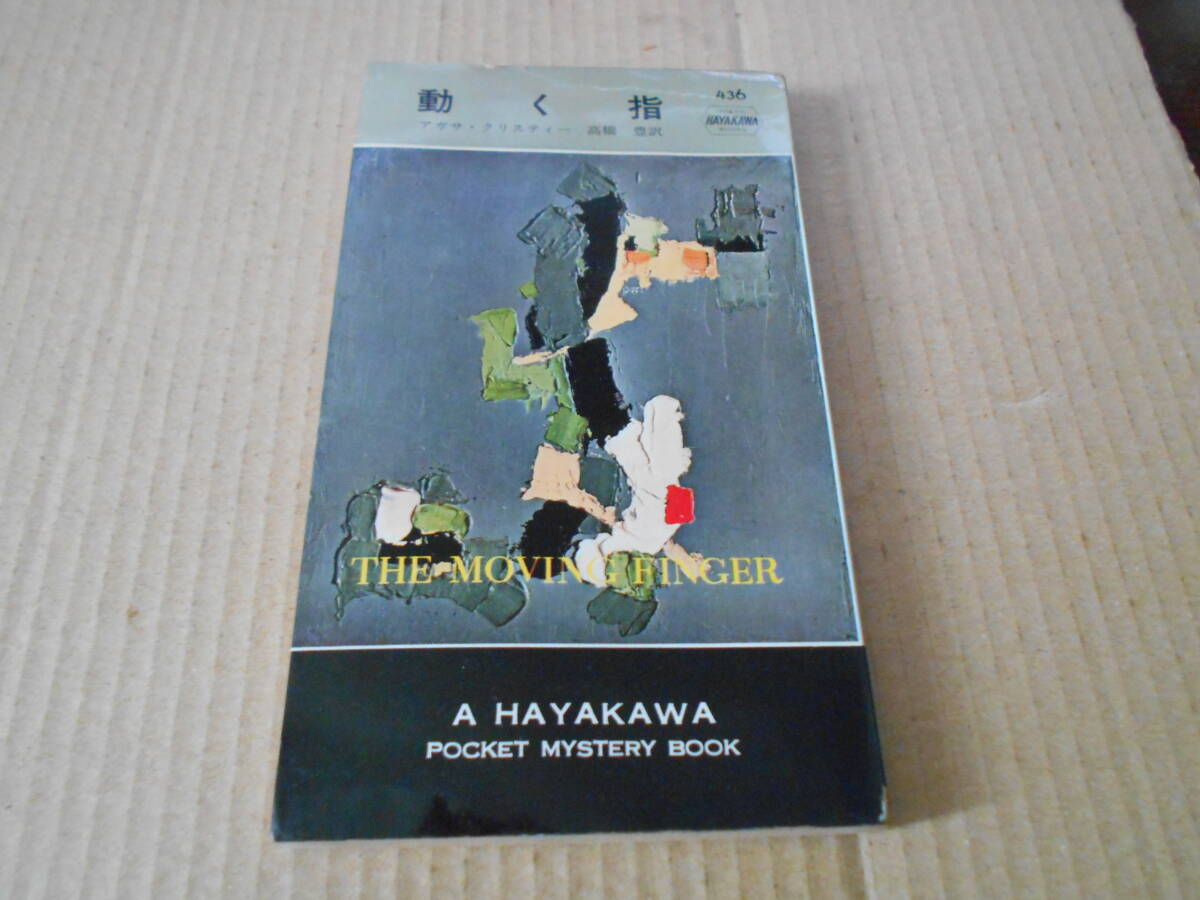 動く指
436
アガサ・クリスティー 高橋 豊訳
HAYAKAWA
THE MOVING FINGER
A HAYAKAWA
POCKET MYSTERY BOOK